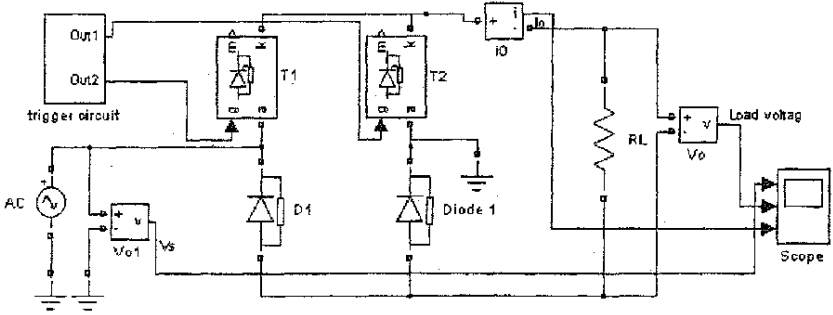 Out1
Out2
trigger circuit
m
k
g
a
T1
m
k
g
a
T2
+
-
i
i0
Io
RL
+
-
v
Vo
Load voltag
AC
+
+
-
v
Vo1
Vs
D1
Diode 1
Scope